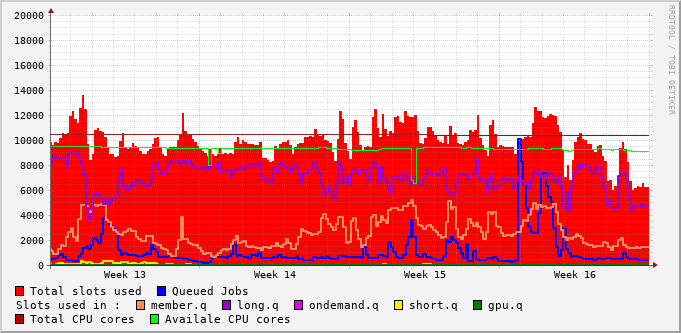 20000
18000
16000
14000
12000
10000
8000
6000
4000
2000
0
Week 13 Week 14 Week 15 Week 16
RRDTOOL / TOBI OETIKER
Total slots used Queued Jobs
Slots used in : member.q long.q ondemand.q short.q gpu.q
Total CPU cores Availale CPU cores